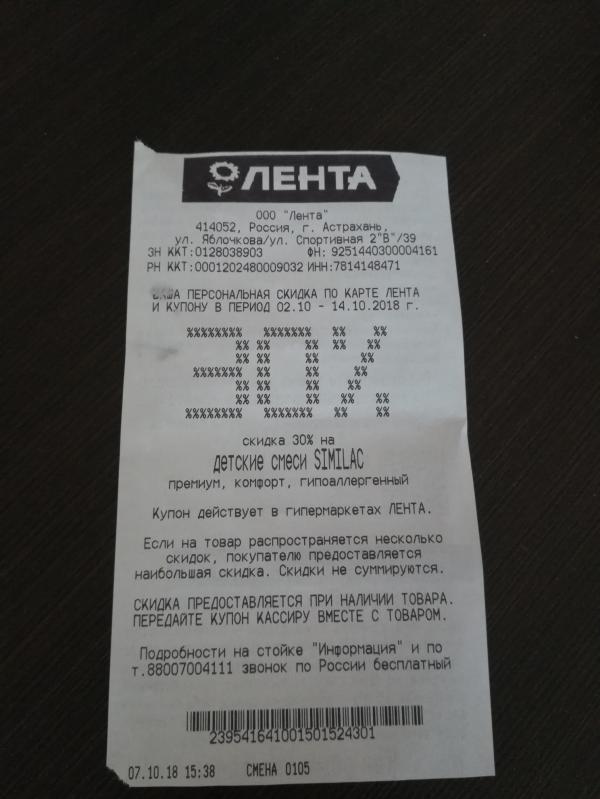 ЛЕНТА
ООО "Лента"
414052, Россия, г. Астрахань,
ул. Яблочкова/ул. Спортивная 2"В"/39
ЗН ККТ:0128038903 ФН: 9251440300004161
РН ККТ:0001202480009032 ИНН:7814148471
ВАША ПЕРСОНАЛЬНАЯ СКИДКА ПО КАРТЕ ЛЕНТА
И КУПОНУ В ПЕРИОД 02.10 - 14.10.2018 г.
30%
скидка 30% на
детские смеси SIMILAC
премиум, комфорт, гипоаллергенный
Купон действует в гипермаркетах ЛЕНТА.
Если на товар распространяется несколько
скидок, покупателю предоставляется
наибольшая скидка. Скидки не суммируются.
СКИДКА ПРЕДОСТАВЛЯЕТСЯ ПРИ НАЛИЧИИ ТОВАРА.
ПЕРЕДАЙТЕ КУПОН КАССИРУ ВМЕСТЕ С ТОВАРОМ.
Подробности на стойке "Информация" и по
т.88007004111 звонок по России бесплатный
239541641001501524301
07.10.18 15:38 СМЕНА 0105